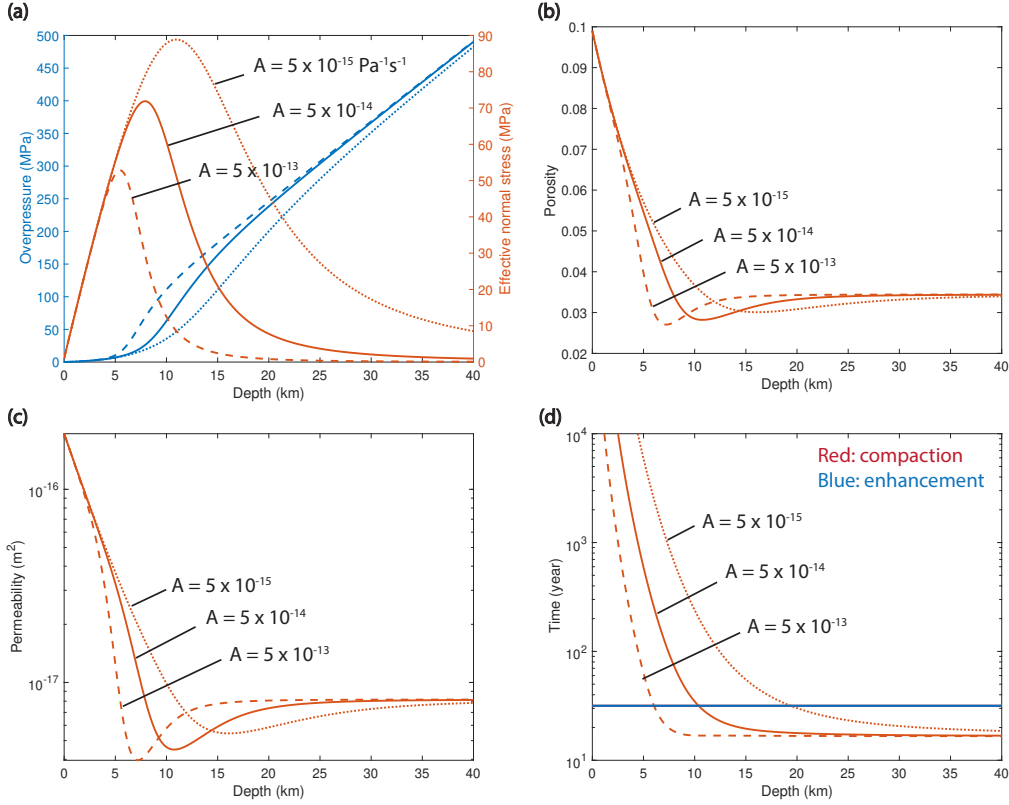 (a)
500
450
400
350
300
250
200
150
100
50
0
Overpressure (MPa)
90
80
70
60
50
40
30
20
10
0
Effective normal stress (MPa)
A = 5 x 10⁻¹⁵ Pa⁻¹s⁻¹
A = 5 x 10⁻¹⁴
A = 5 x 10⁻¹³
0 5 10 15 20 25 30 35 40
Depth (km)
(b)
0.1
0.09
0.08
0.07
0.06
0.05
0.04
0.03
0.02
Porosity
A = 5 x 10⁻¹⁵
A = 5 x 10⁻¹⁴
A = 5 x 10⁻¹³
0 5 10 15 20 25 30 35 40
Depth (km)
(c)
10⁻¹⁶
10⁻¹⁷
Permeability (m²)
A = 5 x 10⁻¹⁵
A = 5 x 10⁻¹⁴
A = 5 x 10⁻¹³
0 5 10 15 20 25 30 35 40
Depth (km)
(d)
10⁴
10³
10²
10¹
Time (year)
Red: compaction
Blue: enhancement
A = 5 x 10⁻¹⁵
A = 5 x 10⁻¹⁴
A = 5 x 10⁻¹³
0 5 10 15 20 25 30 35 40
Depth (km)